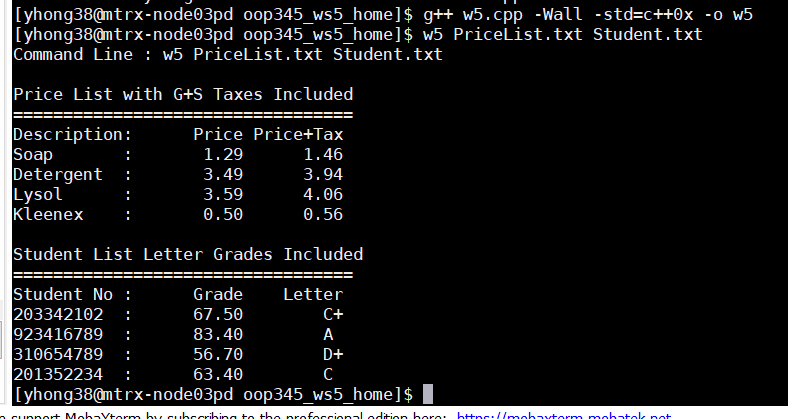 [yhong38@mtrx-node03pd oop345_ws5_home]$ g++ w5.cpp -Wall -std=c++0x -o w5
[yhong38@mtrx-node03pd oop345_ws5_home]$ w5 PriceList.txt Student.txt
Command Line : w5 PriceList.txt Student.txt
Price List with G+S Taxes Included
==================================
Description:      Price Price+Tax
Soap       :       1.29      1.46
Detergent  :       3.49      3.94
Lysol      :       3.59      4.06
Kleenex    :       0.50      0.56
Student List Letter Grades Included
==================================
Student No :      Grade    Letter
203342102  :      67.50        C+
923416789  :      83.40        A
310654789  :      56.70        D+
201352234  :      63.40        C
[yhong38@mtrx-node03pd oop345_ws5_home]$
support MobaXterm by subscribing to the professional edition here: https://mobaxterm.mobatek.net